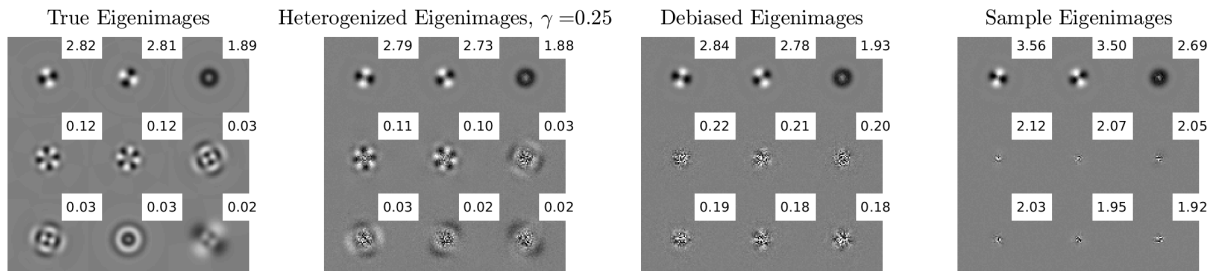 True Eigenimages
Heterogenized Eigenimages, γ =0.25
Debiased Eigenimages
Sample Eigenimages
2.82 2.81 1.89
2.79 2.73 1.88
2.84 2.78 1.93
3.56 3.50 2.69
0.12 0.12 0.03
0.11 0.10 0.03
0.22 0.21 0.20
2.12 2.07 2.05
0.03 0.03 0.02
0.03 0.02 0.02
0.19 0.18 0.18
2.03 1.95 1.92